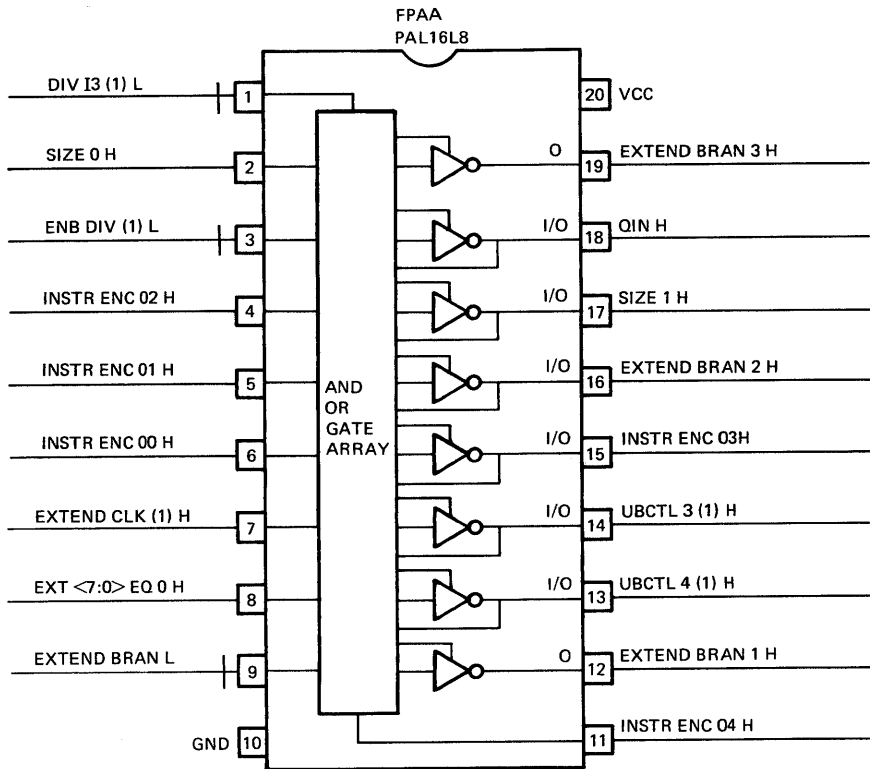 FPAA
PAL16L8
DIV I3 (1) L
1
20
VCC
SIZE 0 H
2
O
19
EXTEND BRAN 3 H
ENB DIV (1) L
3
I/O
18
QIN H
INSTR ENC 02 H
4
I/O
17
SIZE 1 H
INSTR ENC 01 H
5
I/O
16
EXTEND BRAN 2 H
AND
OR
GATE
ARRAY
INSTR ENC 00 H
6
I/O
15
INSTR ENC 03H
EXTEND CLK (1) H
7
I/O
14
UBCTL 3 (1) H
EXT <7:0> EQ 0 H
8
I/O
13
UBCTL 4 (1) H
EXTEND BRAN L
9
O
12
EXTEND BRAN 1 H
GND
10
11
INSTR ENC 04 H